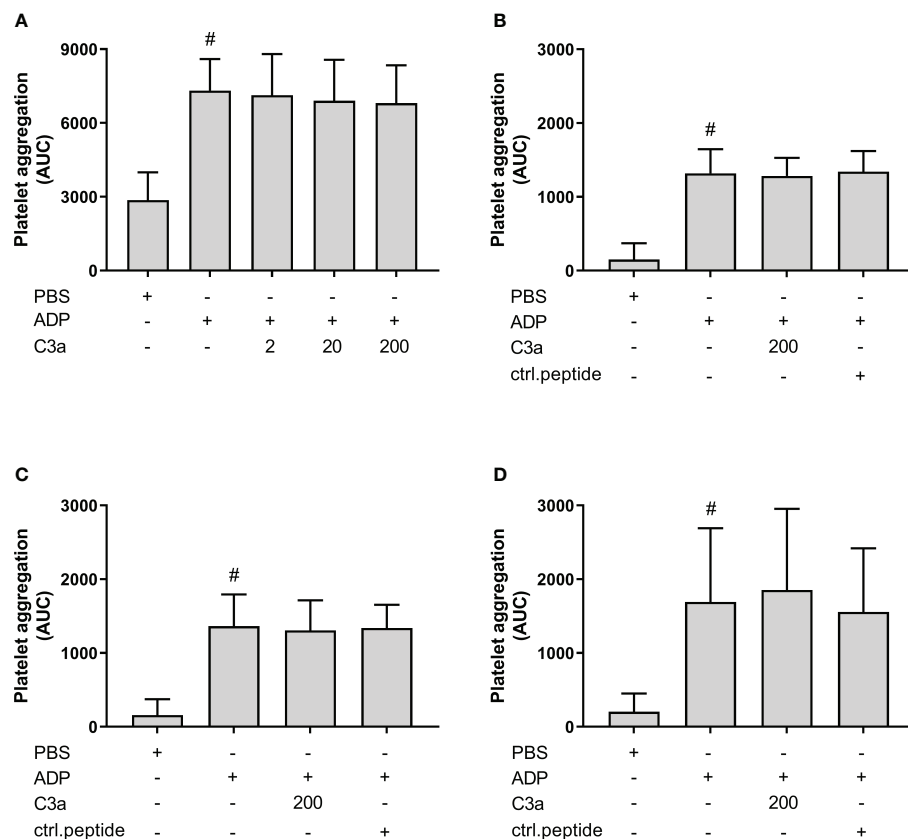 A
#
Platelet aggregation
(AUC)
9000
6000
3000
0
PBS + - - - -
ADP - + + + +
C3a - - 2 20 200
B
#
Platelet aggregation
(AUC)
3000
2000
1000
0
PBS + - - -
ADP - + + +
C3a - - 200 -
ctrl.peptide - - - +
C
#
Platelet aggregation
(AUC)
3000
2000
1000
0
PBS + - - -
ADP - + + +
C3a - - 200 -
ctrl.peptide - - - +
D
#
Platelet aggregation
(AUC)
3000
2000
1000
0
PBS + - - -
ADP - + + +
C3a - - 200 -
ctrl.peptide - - - +